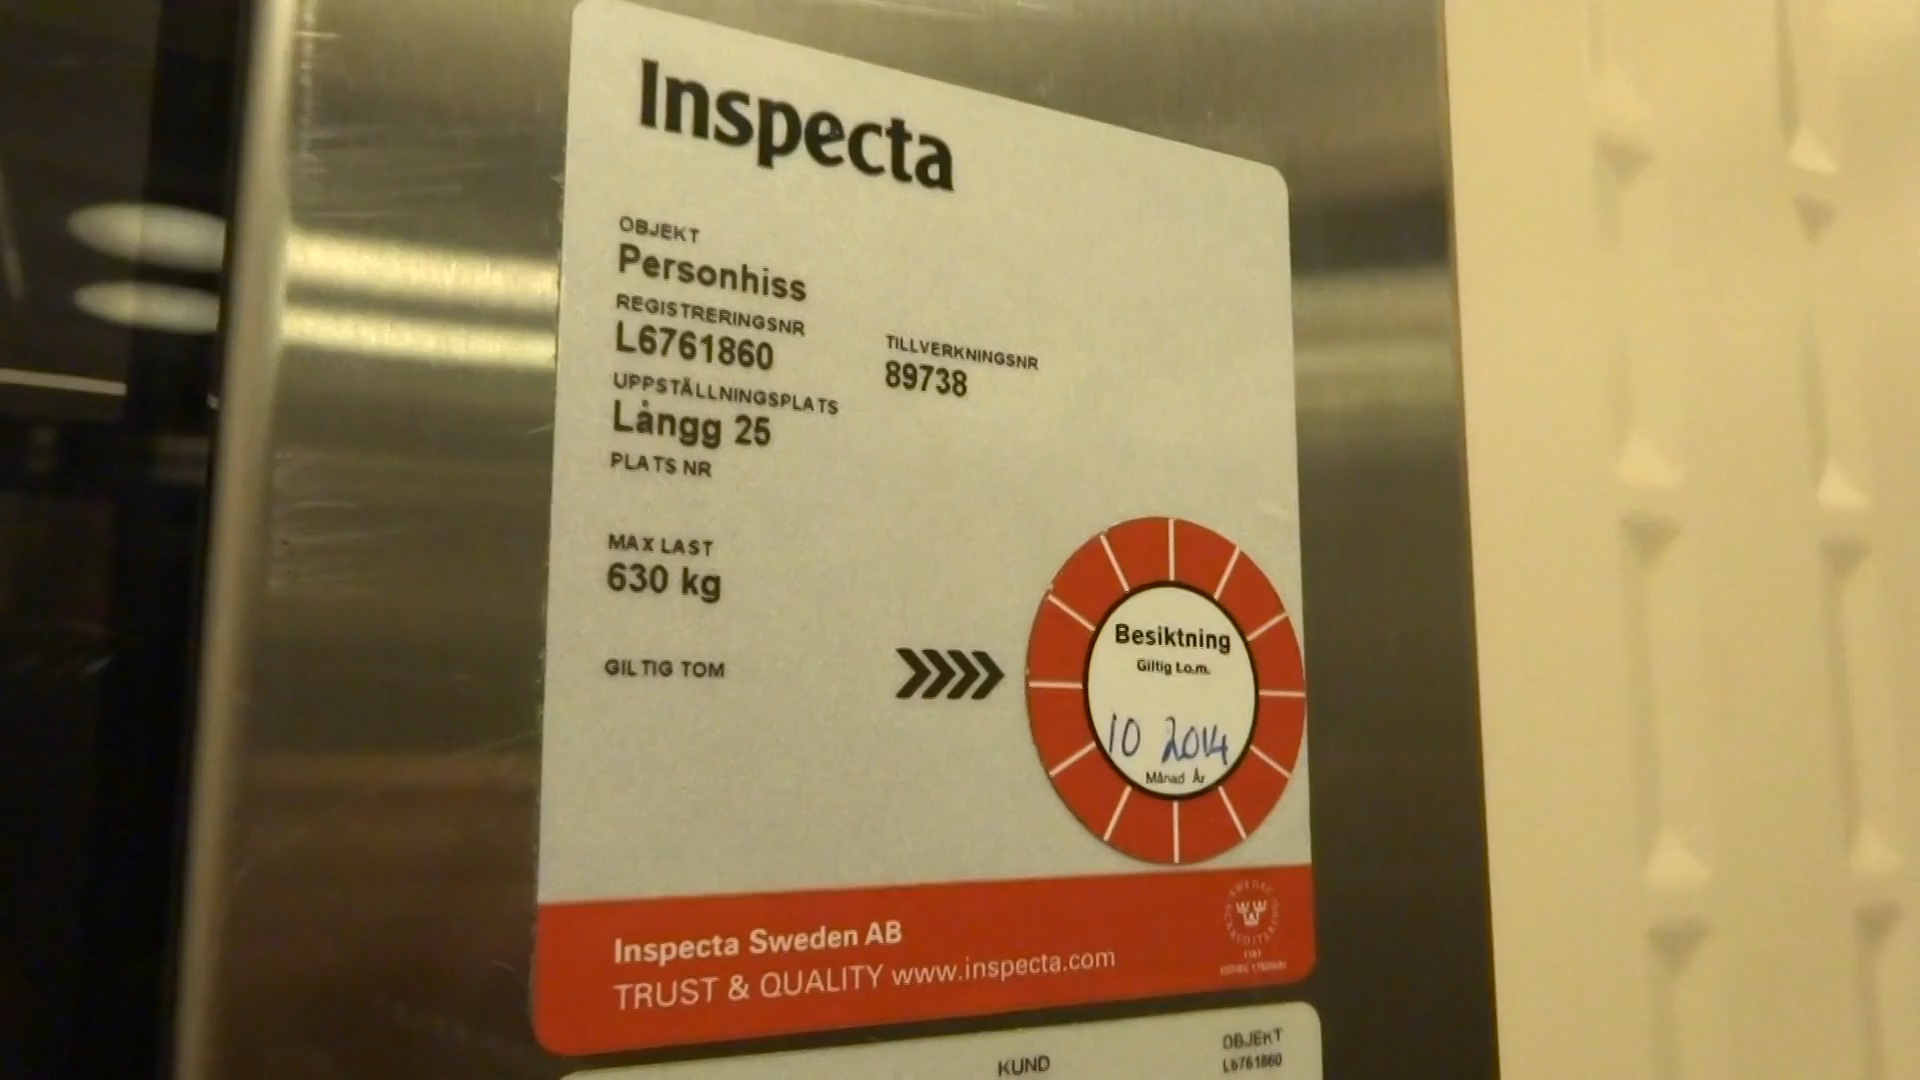 Inspecta
OBJEKT
Personhiss
REGISTRERINGSNR
L6761860
TILLVERKNINGSNR
89738
UPPSTÄLLNINGSPLATS
Långg 25
PLATS NR
MAX LAST
630 kg
GILTIG TOM
Besiktning
Giltig t.o.m.
10 2014
Månad År
Inspecta Sweden AB
TRUST & QUALITY www.inspecta.com
KUND
OBJEKT
L6761860